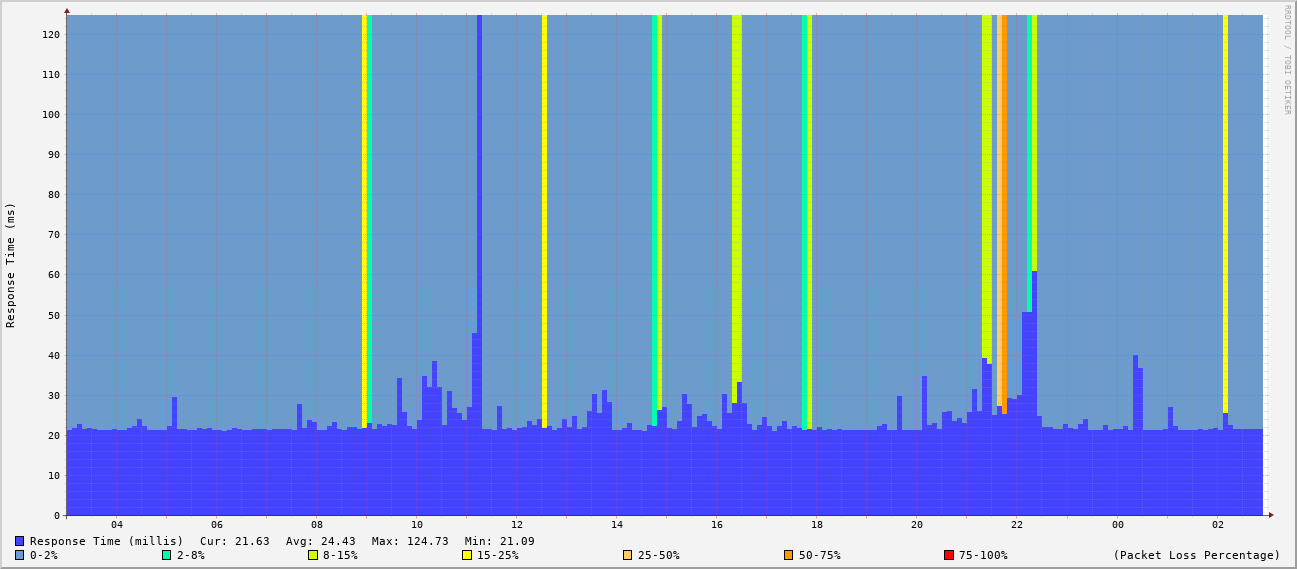 RRDTOOL / TOBI OETIKER
Response Time (ms)
120
110
100
90
80
70
60
50
40
30
20
10
0
04 06 08 10 12 14 16 18 20 22 00 02
Response Time (millis) Cur: 21.63 Avg: 24.43 Max: 124.73 Min: 21.09
0-2% 2-8% 8-15% 15-25% 25-50% 50-75% 75-100% (Packet Loss Percentage)